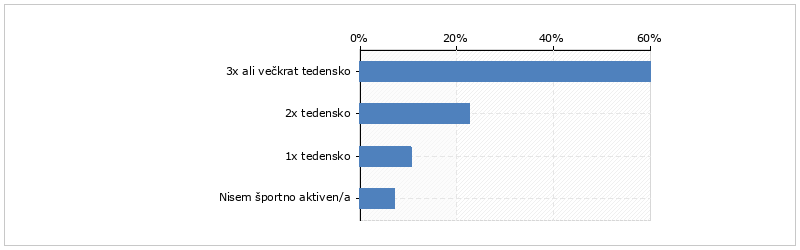 0% 20% 40% 60%
3x ali večkrat tedensko
2x tedensko
1x tedensko
Nisem športno aktiven/a